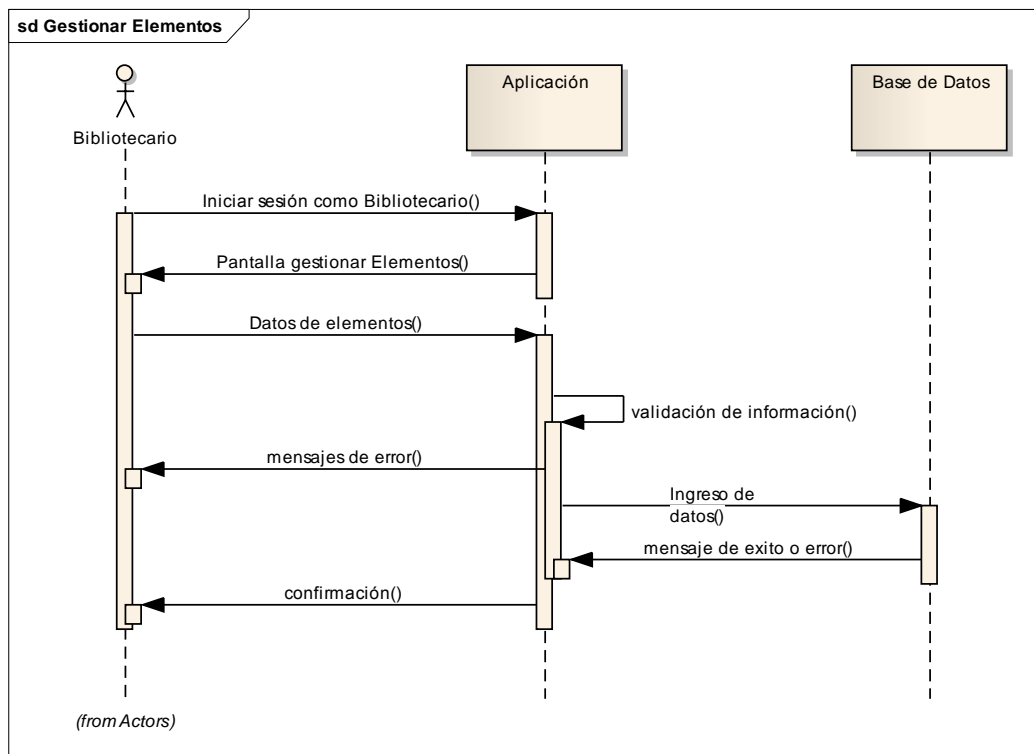 sd Gestionar Elementos
Bibliotecario
Aplicación
Base de Datos
Iniciar sesión como Bibliotecario()
Pantalla gestionar Elementos()
Datos de elementos()
validación de información()
mensajes de error()
Ingreso de
datos()
mensaje de exito o error()
confirmación()
(from Actors)